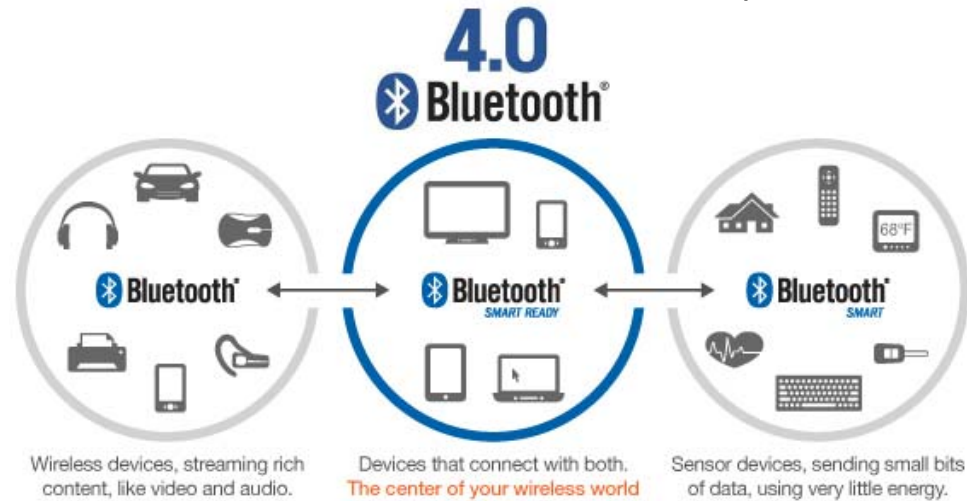 4.0
Bluetooth®
68°F
Bluetooth®
Bluetooth®
SMART READY
Bluetooth®
SMART
Wireless devices, streaming rich
content, like video and audio.
Devices that connect with both.
The center of your wireless world
Sensor devices, sending small bits
of data, using very little energy.